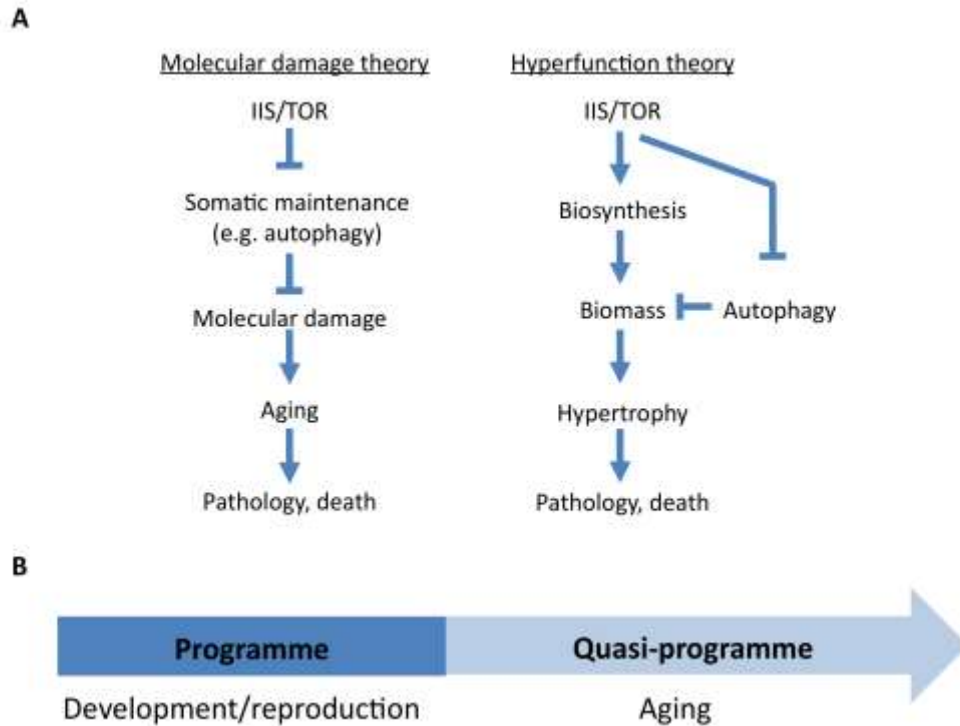 A
Molecular damage theory
IIS/TOR
Somatic maintenance
(e.g. autophagy)
Molecular damage
Aging
Pathology, death
Hyperfunction theory
IIS/TOR
Biosynthesis
Biomass
Autophagy
Hypertrophy
Pathology, death
B
Programme
Quasi-programme
Development/reproduction
Aging